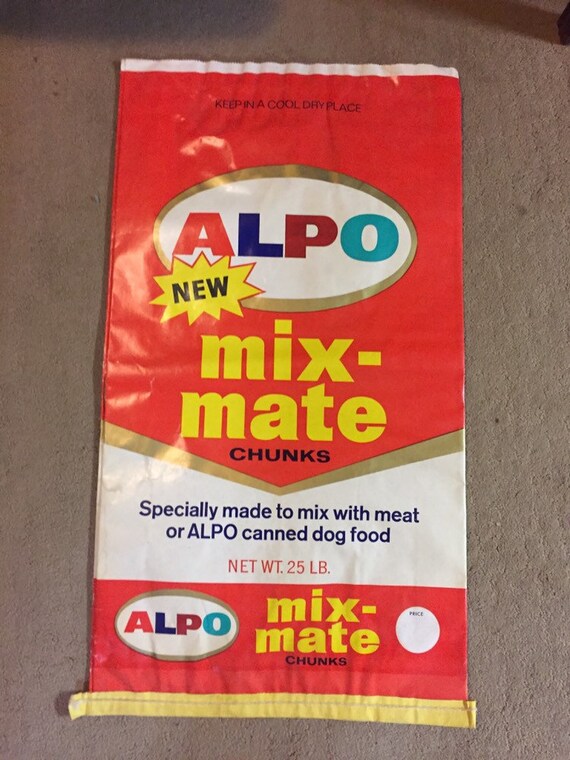 KEEP IN A COOL DRY PLACE
ALPO
NEW
mix-
mate
CHUNKS
Specially made to mix with meat
or ALPO canned dog food
NET WT. 25 LB.
ALPO
mix-
mate
CHUNKS
PRICE